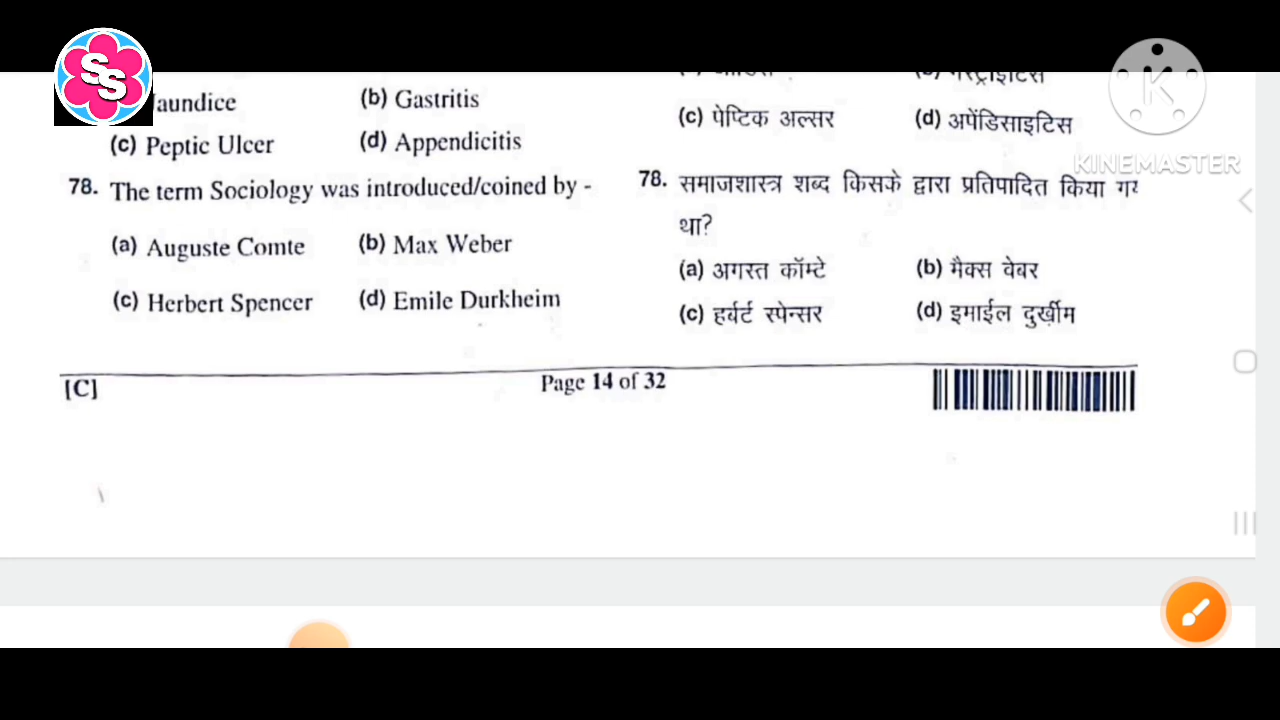 SS
KINEMASTER
Jaundice
(b) Gastritis
(c) Peptic Ulcer
(d) Appendicitis
78. The term Sociology was introduced/coined by -
(a) Auguste Comte
(b) Max Weber
(c) Herbert Spencer
(d) Emile Durkheim
(c) पेप्टिक अल्सर
(d) अपेंडिसाइटिस
78. समाजशास्त्र शब्द किसके द्वारा प्रतिपादित किया
था?
(a) अगस्त कॉम्टे
(b) मैक्स वेबर
(c) हर्बर्ट स्पेन्सर
(d) इमाईल दुर्खीम
[C]
Page 14 of 32